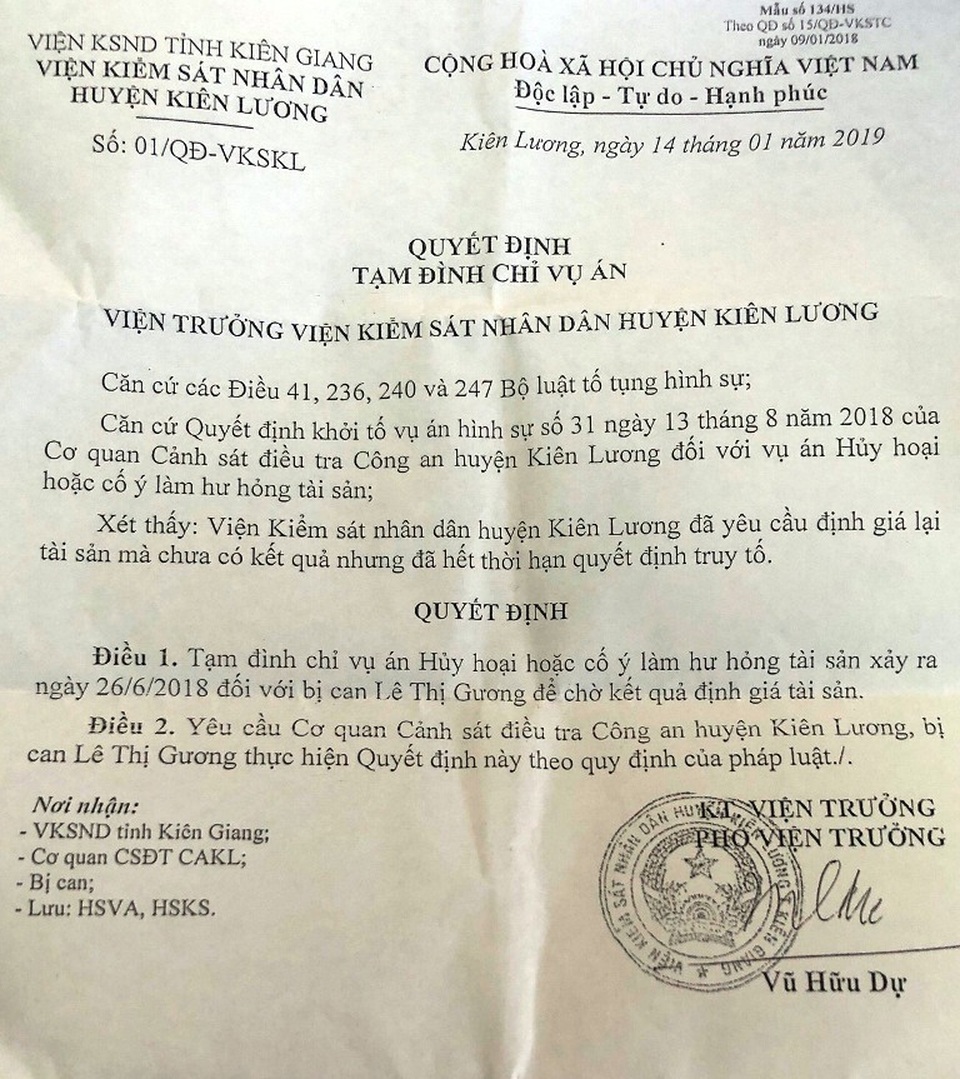 Mẫu số 134/HS
Theo QĐ số 15/QĐ-VKSTC
ngày 09/01/2018
VIỆN KSND TỈNH KIÊN GIANG
VIỆN KIỂM SÁT NHÂN DÂN
HUYỆN KIÊN LƯƠNG
Số: 01/QĐ-VKSKL
CỘNG HOÀ XÃ HỘI CHỦ NGHĨA VIỆT NAM
Độc lập - Tự do - Hạnh phúc
Kiên Lương, ngày 14 tháng 01 năm 2019
QUYẾT ĐỊNH
TẠM ĐÌNH CHỈ VỤ ÁN
VIỆN TRƯỞNG VIỆN KIỂM SÁT NHÂN DÂN HUYỆN KIÊN LƯƠNG
Căn cứ các Điều 41, 236, 240 và 247 Bộ luật tố tụng hình sự;
Căn cứ Quyết định khởi tố vụ án hình sự số 31 ngày 13 tháng 8 năm 2018 của
Cơ quan Cảnh sát điều tra Công an huyện Kiên Lương đối với vụ án Hủy hoại
hoặc cố ý làm hư hỏng tài sản;
Xét thấy: Viện Kiểm sát nhân dân huyện Kiên Lương đã yêu cầu định giá lại
tài sản mà chưa có kết quả nhưng đã hết thời hạn quyết định truy tố.
QUYẾT ĐỊNH
Điều 1. Tạm đình chỉ vụ án Hủy hoại hoặc cố ý làm hư hỏng tài sản xảy ra
ngày 26/6/2018 đối với bị can Lê Thị Gương để chờ kết quả định giá tài sản.
Điều 2. Yêu cầu Cơ quan Cảnh sát điều tra Công an huyện Kiên Lương, bị
can Lê Thị Gương thực hiện Quyết định này theo quy định của pháp luật./.
Nơi nhận:
- VKSND tỉnh Kiên Giang;
- Cơ quan CSĐT CAKL;
- Bị can;
- Lưu: HSVA, HSKS.
KT. VIỆN TRƯỞNG
PHÓ VIỆN TRƯỞNG
VIỆN KIỂM SÁT NHÂN DÂN HUYỆN KIÊN LƯƠNG
KIÊN GIANG
Vũ Hữu Dự